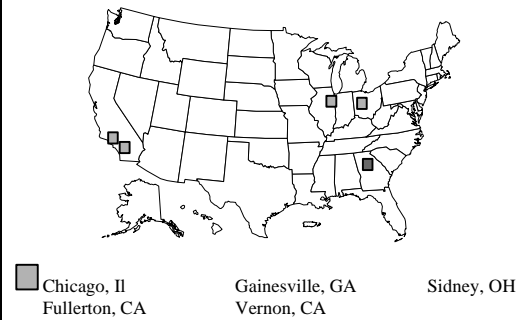 Chicago, Il Gainesville, GA Sidney, OH
Fullerton, CA Vernon, CA